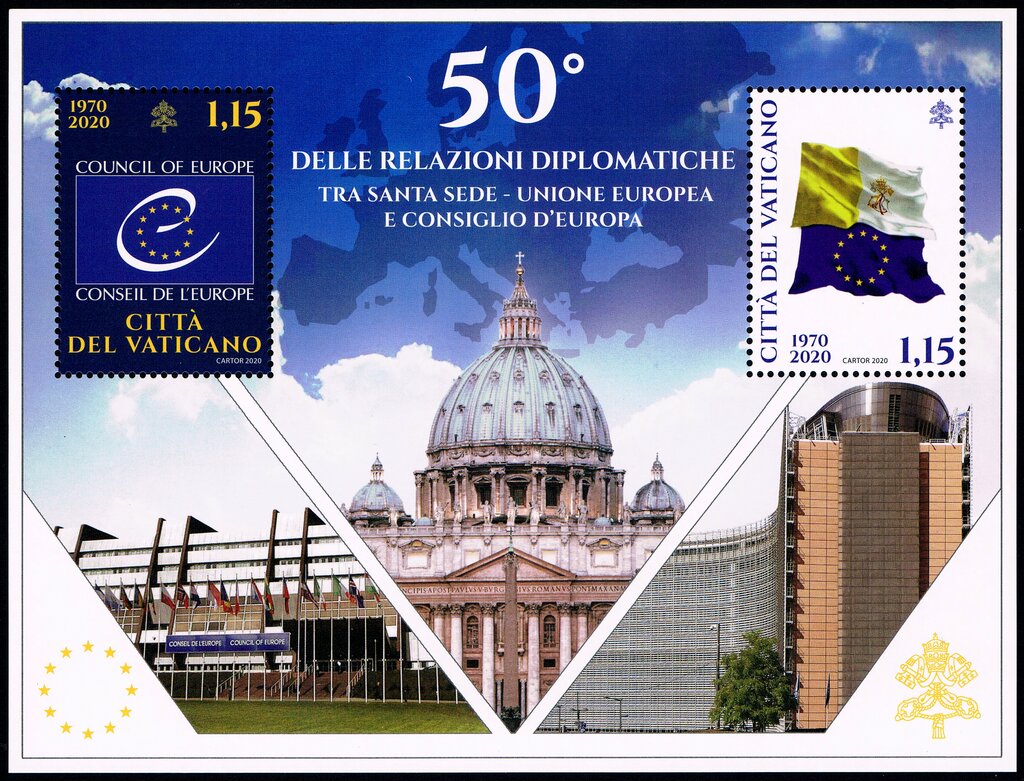 50°
DELLE RELAZIONI DIPLOMATICHE
TRA SANTA SEDE - UNIONE EUROPEA
E CONSIGLIO D'EUROPA
1970
2020
1,15
COUNCIL OF EUROPE
CONSEIL DE L'EUROPE
CITTÀ
DEL VATICANO
CARTOR 2020
CITTÀ DEL VATICANO
1970
2020
CARTOR 2020
1,15
CONSEIL DE L'EUROPE COUNCIL OF EUROPE